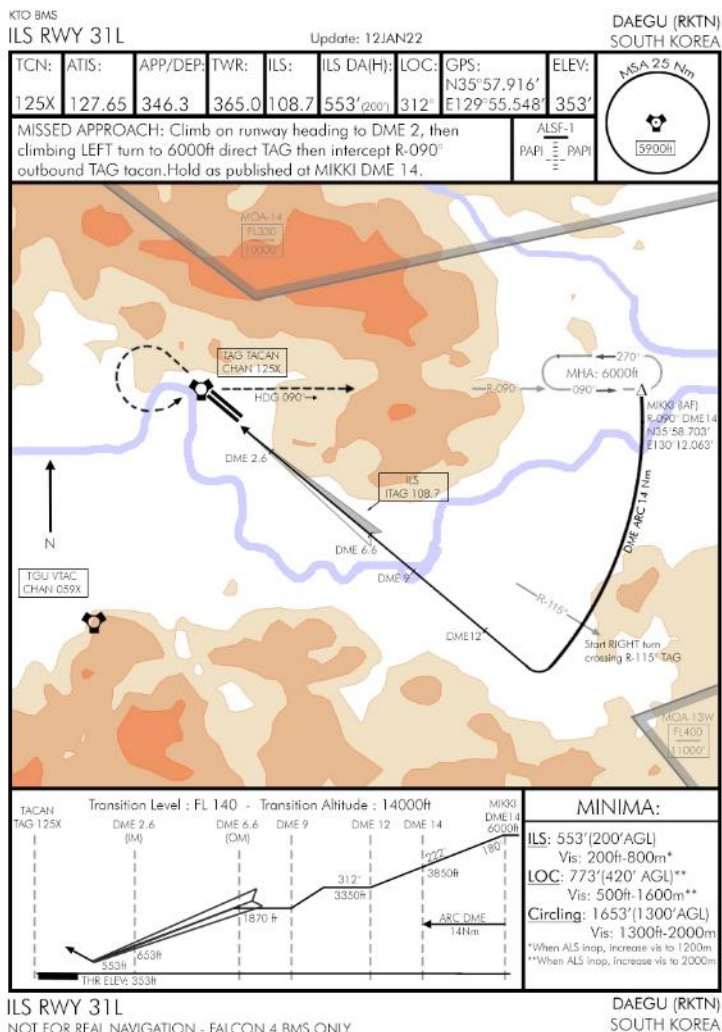 KTO BMS
ILS RWY 31L
Update: 12JAN22
DAEGU (RKTN)
SOUTH KOREA
TCN: ATIS: APP/DEP: TWR: ILS: ILS DA(H): LOC: GPS: ELEV:
N35°57.916'
125X 127.65 346.3 365.0 108.7 553'(200') 312° E129°55.548' 353'
MSA 25 Nm
5900ft
MISSED APPROACH: Climb on runway heading to DME 2, then
climbing LEFT turn to 6000ft direct TAG then intercept R-090°
outbound TAG tacan.Hold as published at MIKKI DME 14.
ALSF-1
PAPI PAPI
MOA-14
FL330
10000'
TAG TACAN
CHAN 125X
HDG 090°
R-090°
270°
MHA: 6000ft
090°
MIKKI (IAF)
R-090° DME14
N35°58.703'
E130°12.063'
DME 2.6
ILS
ITAG 108.7
DME ARC 14 Nm
DME 6.6
N
DME 9
TGU VTAC
CHAN 059X
R-115°
DME12
Start RIGHT turn
crossing R-115° TAG
MOA-13W
FL400
11000'
Transition Level : FL 140 - Transition Altitude : 14000ft
TACAN
TAG 125X
DME 2.6
(IM)
DME 6.6
(OM)
DME 9
DME 12
DME 14
MIKKI
DME14
6000ft
180°
222°
3850ft
312°
3350ft
1870 ft
ARC DME
14Nm
653ft
553ft
THR ELEV: 353ft
MINIMA:
ILS: 553'(200'AGL)
Vis: 200ft-800m*
LOC: 773'(420' AGL)**
Vis: 500ft-1600m**
Circling: 1653'(1300'AGL)
Vis: 1300ft-2000m
*When ALS inop, increase vis to 1200m
**When ALS inop, increase vis to 2000m
ILS RWY 31L
NOT FOR REAL NAVIGATION - FALCON 4 BMS ONLY
DAEGU (RKTN)
SOUTH KOREA